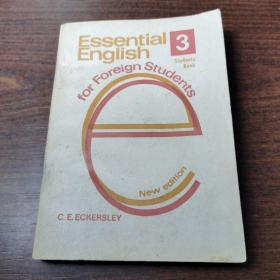 Essential
English
3
Students'
Book
for Foreign Students
New edition
C. E. ECKERSLEY